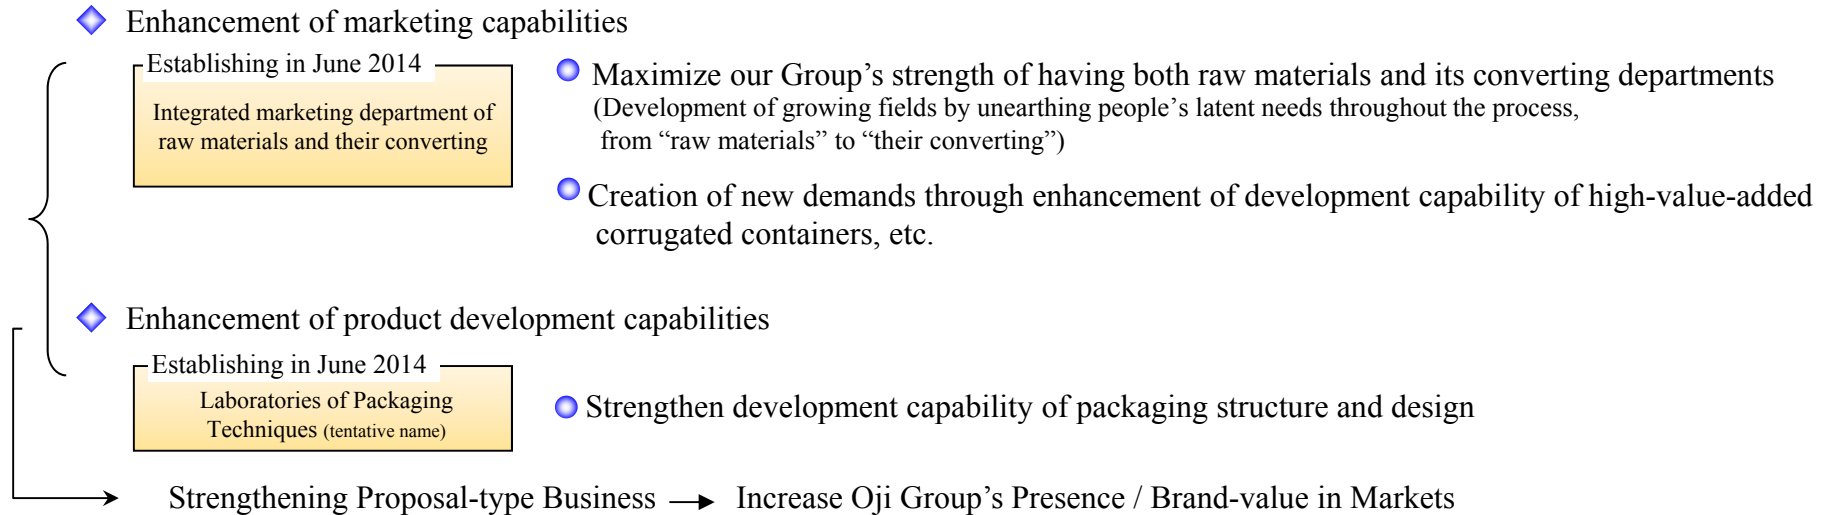 Enhancement of marketing capabilities
Establishing in June 2014
Integrated marketing department of
raw materials and their converting
Maximize our Group’s strength of having both raw materials and its converting departments
(Development of growing fields by unearthing people’s latent needs throughout the process,
from “raw materials” to “their converting”)
Creation of new demands through enhancement of development capability of high-value-added
corrugated containers, etc.
Enhancement of product development capabilities
Establishing in June 2014
Laboratories of Packaging
Techniques (tentative name)
Strengthen development capability of packaging structure and design
Strengthening Proposal-type Business → Increase Oji Group’s Presence / Brand-value in Markets